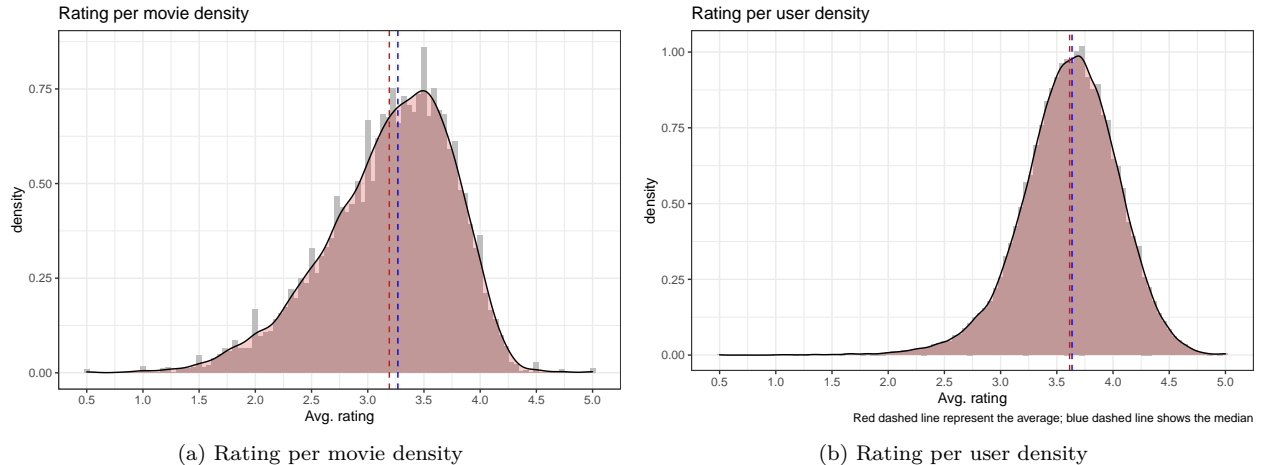 Rating per movie density
0.75
0.50
0.25
0.00
density
0.5 1.0 1.5 2.0 2.5 3.0 3.5 4.0 4.5 5.0
Avg. rating
(a) Rating per movie density
Rating per user density
1.00
0.75
0.50
0.25
0.00
density
0.5 1.0 1.5 2.0 2.5 3.0 3.5 4.0 4.5 5.0
Avg. rating
Red dashed line represent the average; blue dashed line shows the median
(b) Rating per user density